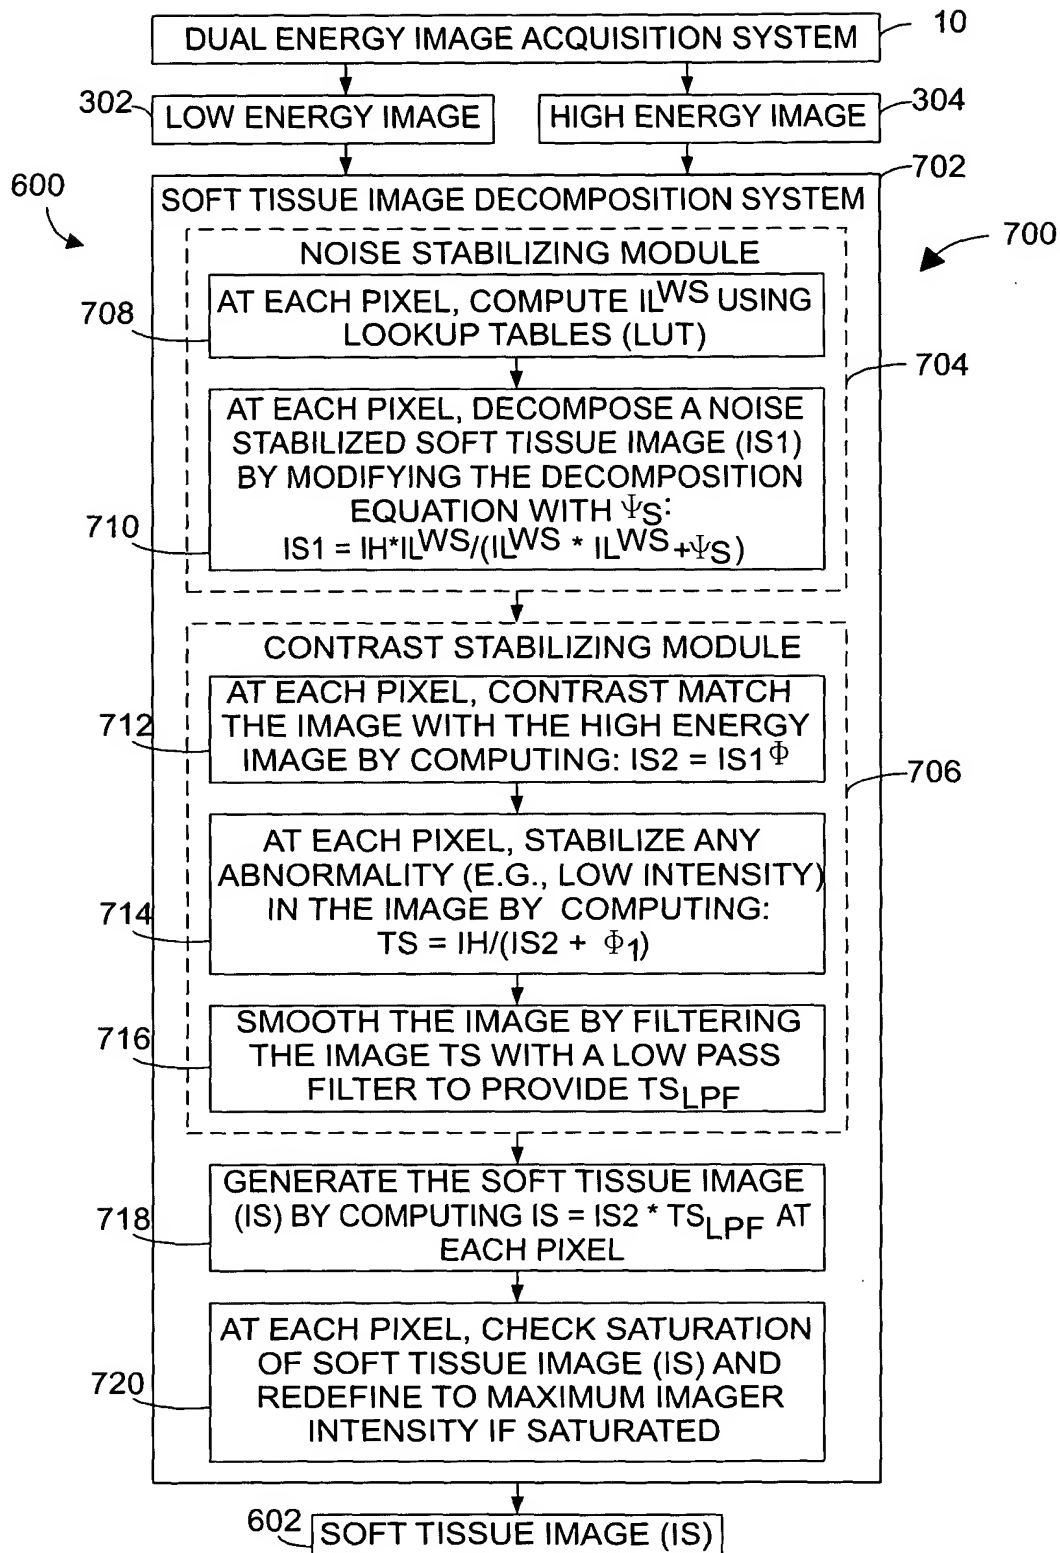 DUAL ENERGY IMAGE ACQUISITION SYSTEM
10
302
LOW ENERGY IMAGE
HIGH ENERGY IMAGE
304
702
600
SOFT TISSUE IMAGE DECOMPOSITION SYSTEM
700
NOISE STABILIZING MODULE
708
AT EACH PIXEL, COMPUTE IL^WS USING
LOOKUP TABLES (LUT)
704
AT EACH PIXEL, DECOMPOSE A NOISE
STABILIZED SOFT TISSUE IMAGE (IS1)
BY MODIFYING THE DECOMPOSITION
EQUATION WITH Ψ_S:
710
IS1 = IH*IL^WS/(IL^WS * IL^WS+Ψ_S)
CONTRAST STABILIZING MODULE
712
AT EACH PIXEL, CONTRAST MATCH
THE IMAGE WITH THE HIGH ENERGY
IMAGE BY COMPUTING: IS2 = IS1^Φ
706
AT EACH PIXEL, STABILIZE ANY
ABNORMALITY (E.G., LOW INTENSITY)
714
IN THE IMAGE BY COMPUTING:
TS = IH/(IS2 + Φ_1)
716
SMOOTH THE IMAGE BY FILTERING
THE IMAGE TS WITH A LOW PASS
FILTER TO PROVIDE TS_LPF
718
GENERATE THE SOFT TISSUE IMAGE
(IS) BY COMPUTING IS = IS2 * TS_LPF AT
EACH PIXEL
720
AT EACH PIXEL, CHECK SATURATION
OF SOFT TISSUE IMAGE (IS) AND
REDEFINE TO MAXIMUM IMAGER
INTENSITY IF SATURATED
602
SOFT TISSUE IMAGE (IS)